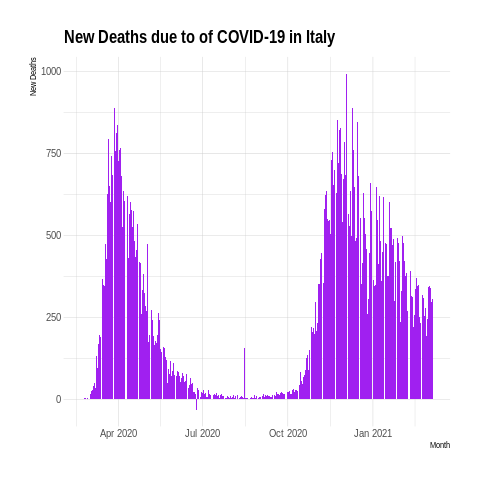 New Deaths due to of COVID-19 in Italy
New Deaths
1000
750
500
250
0
Apr 2020 Jul 2020 Oct 2020 Jan 2021
Month